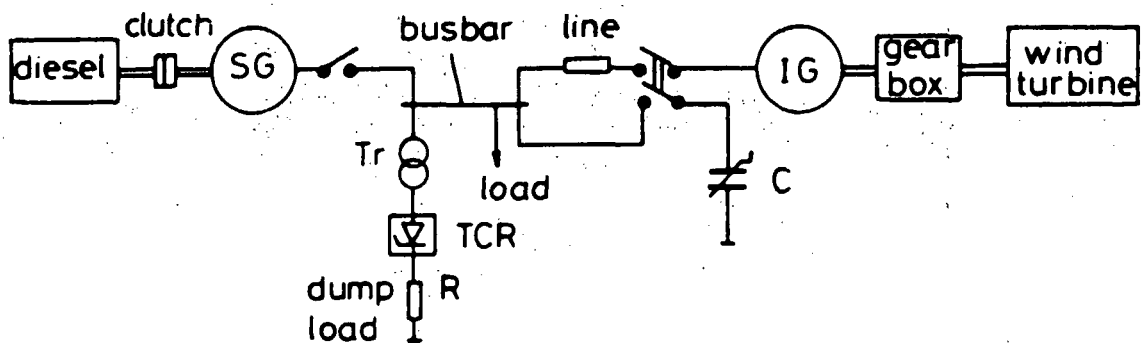 clutch
diesel
SG
busbar
line
IG
gear
box
wind
turbine
Tr
load
C
TCR
dump
load
R